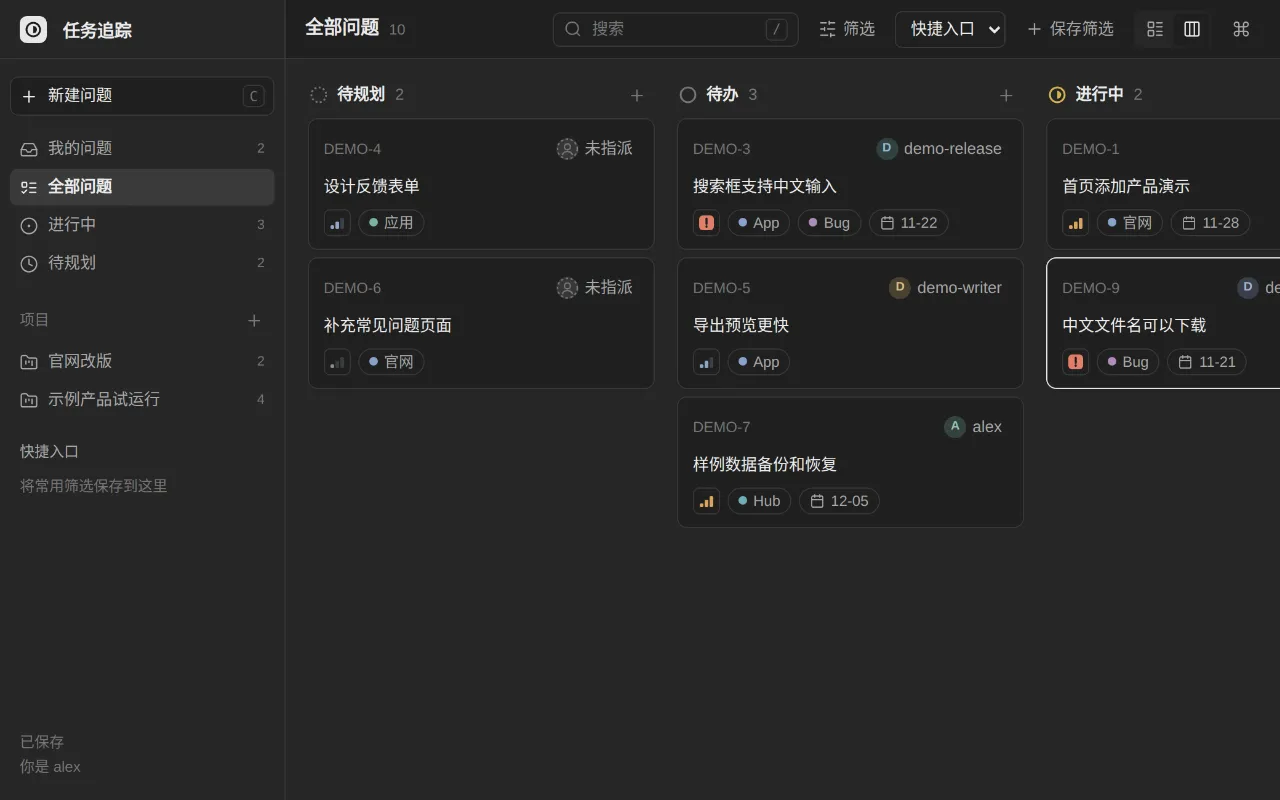 任务追踪
新建问题 C
我的问题 2
全部问题
进行中 3
待规划 2
项目
官网改版 2
示例产品试运行 4
快捷入口
将常用筛选保存到这里
已保存
你是 alex
全部问题 10
搜索 /
筛选
快捷入口
保存筛选
待规划 2
DEMO-4 未指派
设计反馈表单
应用
DEMO-6 未指派
补充常见问题页面
官网
待办 3
DEMO-3 D demo-release
搜索框支持中文输入
App Bug 11-22
DEMO-5 D demo-writer
导出预览更快
App
DEMO-7 A alex
样例数据备份和恢复
Hub 12-05
进行中 2
DEMO-1
首页添加产品演示
官网 11-28
DEMO-9 D de
中文文件名可以下载
Bug 11-21